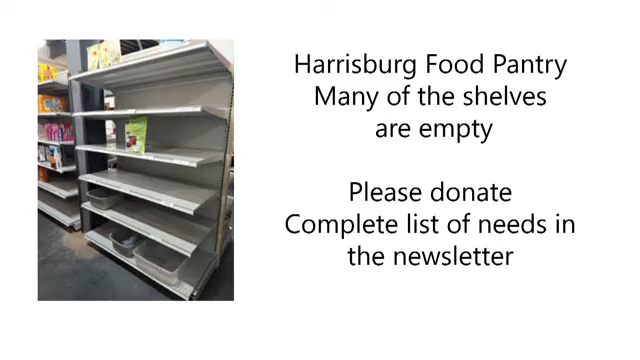 Harrisburg Food Pantry
Many of the shelves
are empty
Please donate
Complete list of needs in
the newsletter